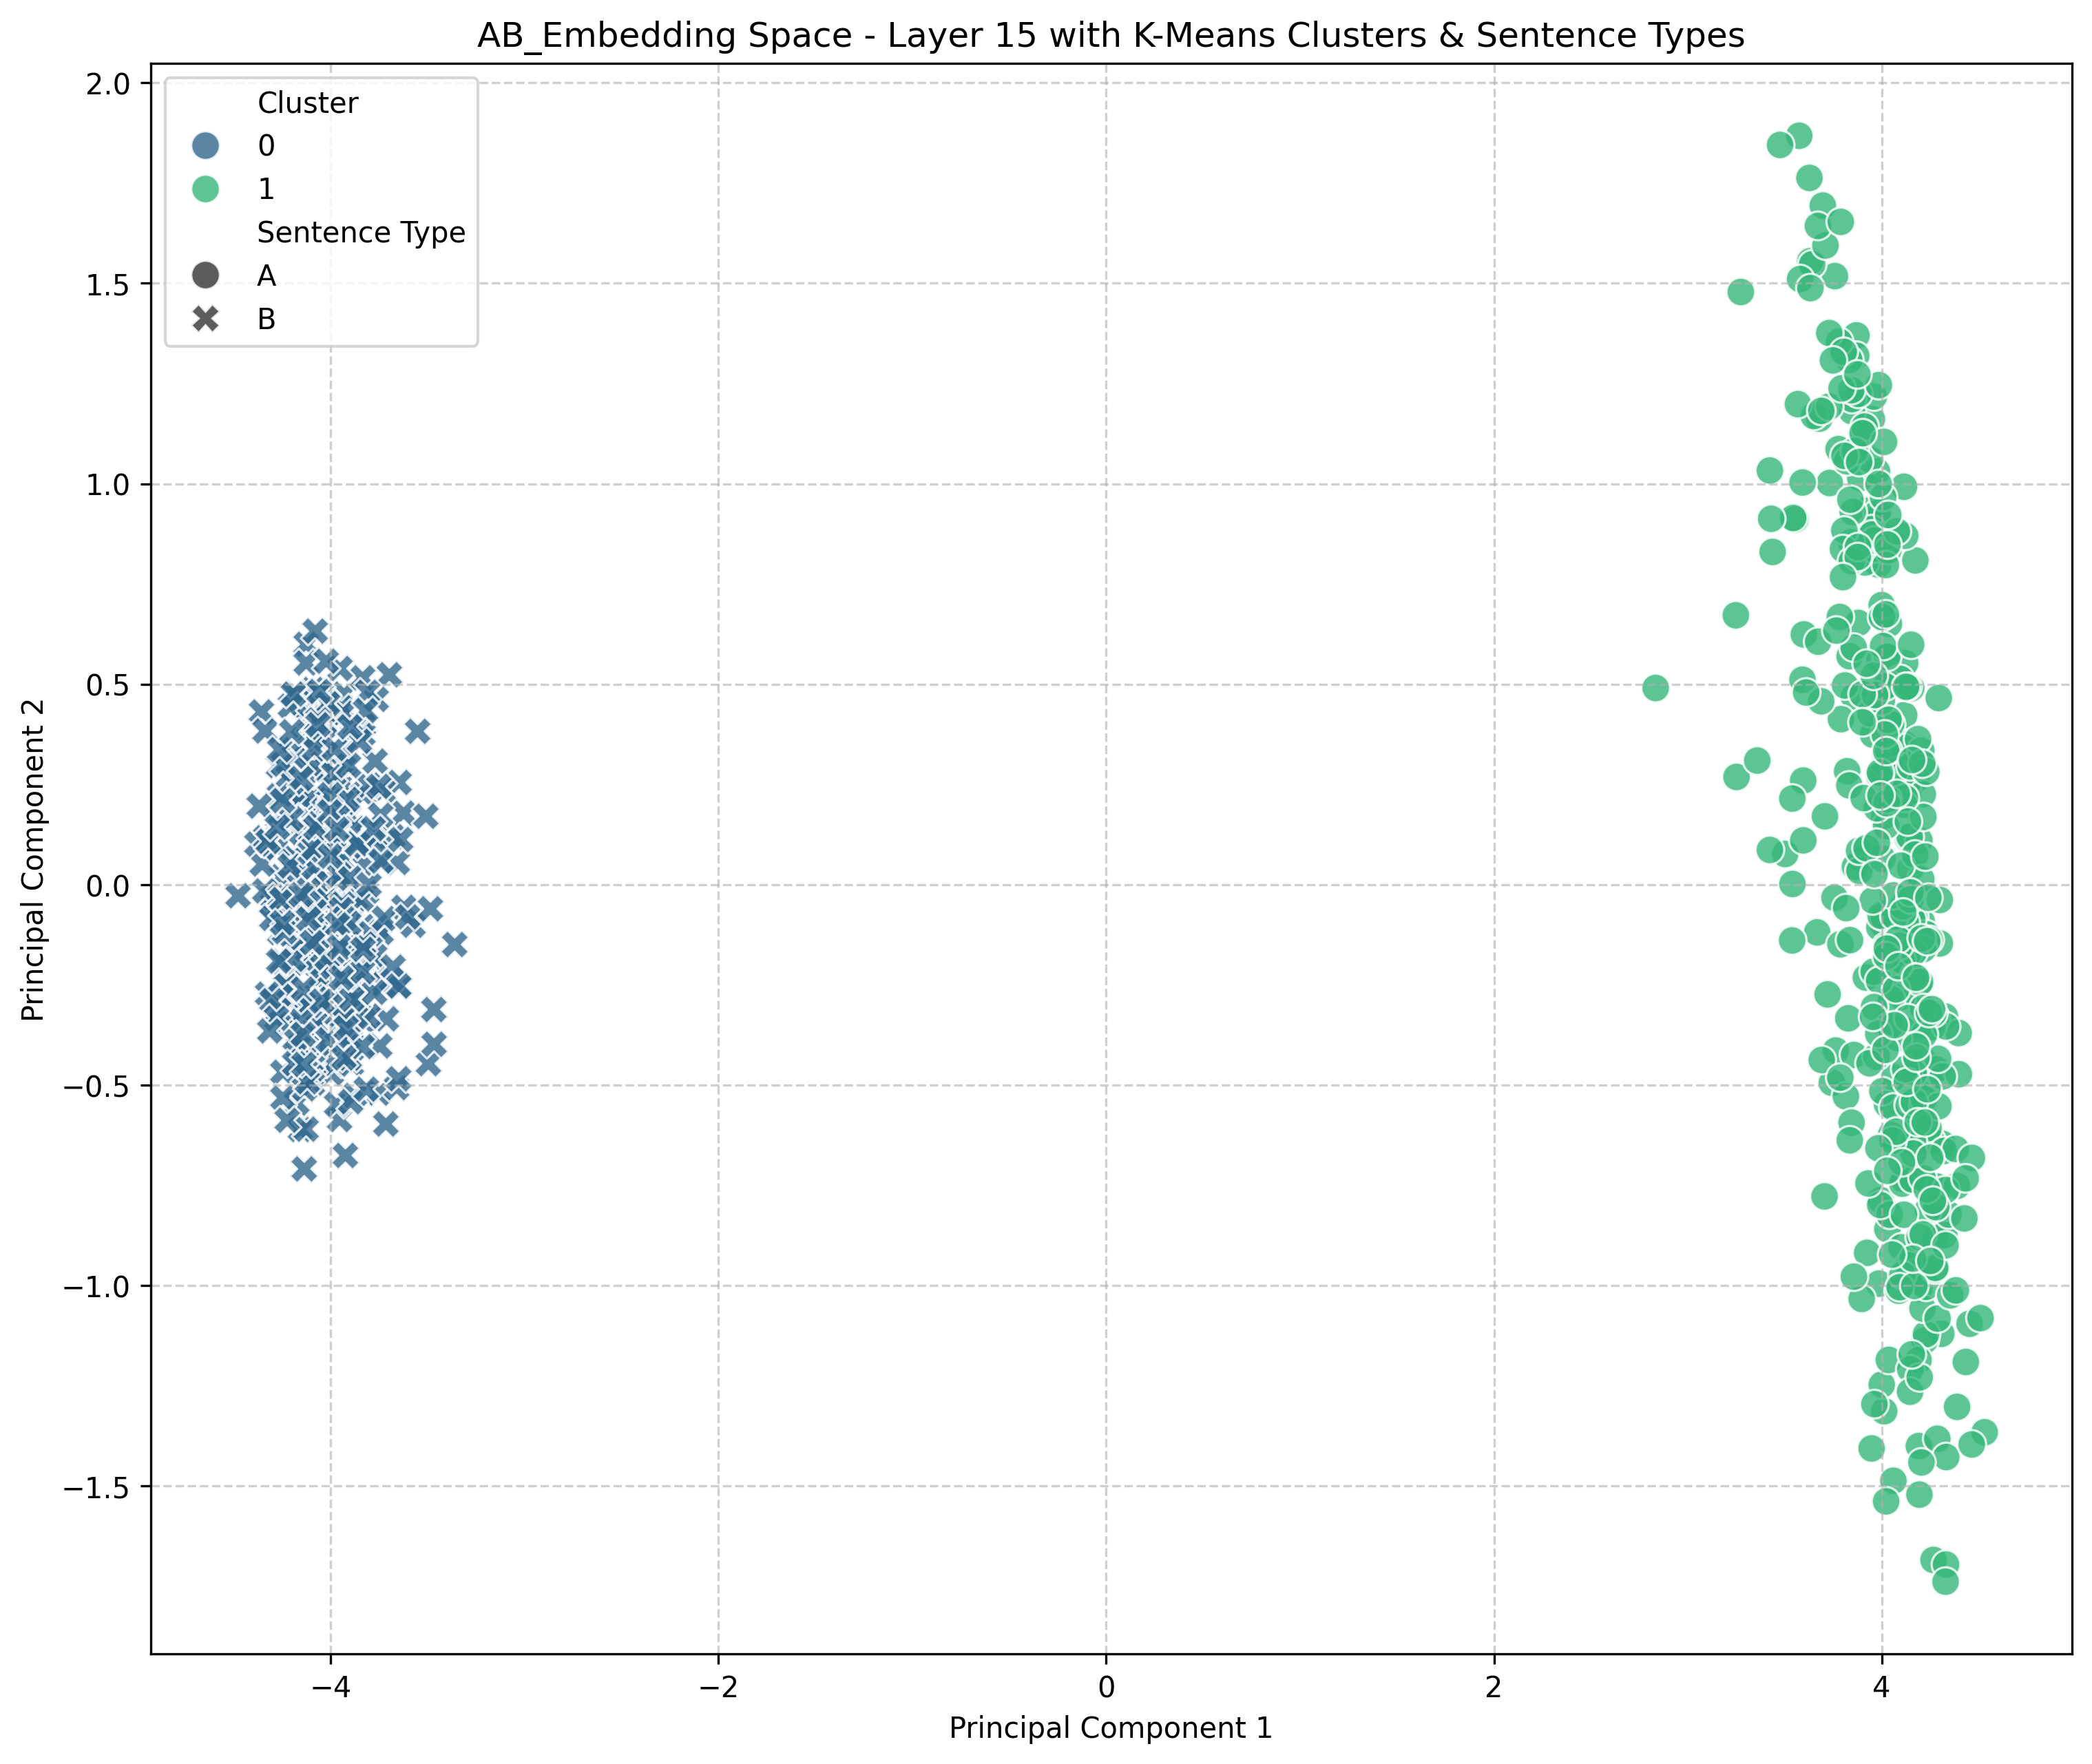 AB_Embedding Space - Layer 15 with K-Means Clusters & Sentence Types
Cluster
0
1
Sentence Type
A
B
2.0
1.5
1.0
0.5
0.0
−0.5
−1.0
−1.5
Principal Component 2
−4
−2
0
2
4
Principal Component 1